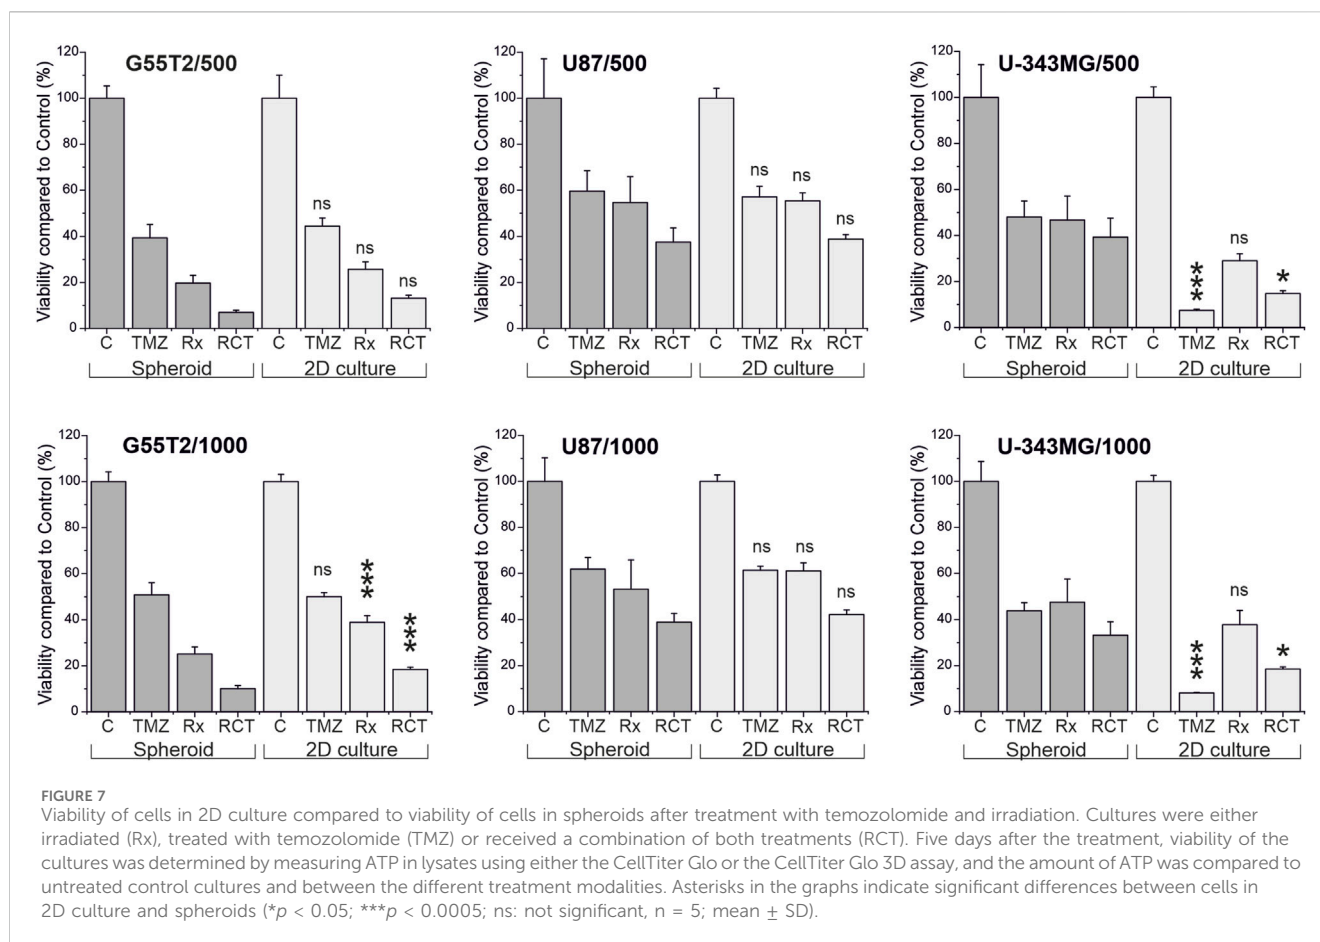 G55T2/500
Viability compared to Control (%)
120
100
80
60
40
20
0
ns
ns
ns
C TMZ Rx RCT C TMZ Rx RCT
Spheroid 2D culture
U87/500
Viability compared to Control (%)
120
100
80
60
40
20
0
ns
ns
ns
C TMZ Rx RCT C TMZ Rx RCT
Spheroid 2D culture
U-343MG/500
Viability compared to Control (%)
120
100
80
60
40
20
0
***
ns
*
C TMZ Rx RCT C TMZ Rx RCT
Spheroid 2D culture
G55T2/1000
Viability compared to Control (%)
120
100
80
60
40
20
0
ns
***
***
C TMZ Rx RCT C TMZ Rx RCT
Spheroid 2D culture
U87/1000
Viability compared to Control (%)
120
100
80
60
40
20
0
ns
ns
ns
C TMZ Rx RCT C TMZ Rx RCT
Spheroid 2D culture
U-343MG/1000
Viability compared to Control (%)
120
100
80
60
40
20
0
***
ns
*
C TMZ Rx RCT C TMZ Rx RCT
Spheroid 2D culture
FIGURE 7
Viability of cells in 2D culture compared to viability of cells in spheroids after treatment with temozolomide and irradiation. Cultures were either
irradiated (Rx), treated with temozolomide (TMZ) or received a combination of both treatments (RCT). Five days after the treatment, viability of the
cultures was determined by measuring ATP in lysates using either the CellTiter Glo or the CellTiter Glo 3D assay, and the amount of ATP was compared to
untreated control cultures and between the different treatment modalities. Asterisks in the graphs indicate significant differences between cells in
2D culture and spheroids (*p < 0.05; ***p < 0.0005; ns: not significant, n = 5; mean ± SD).